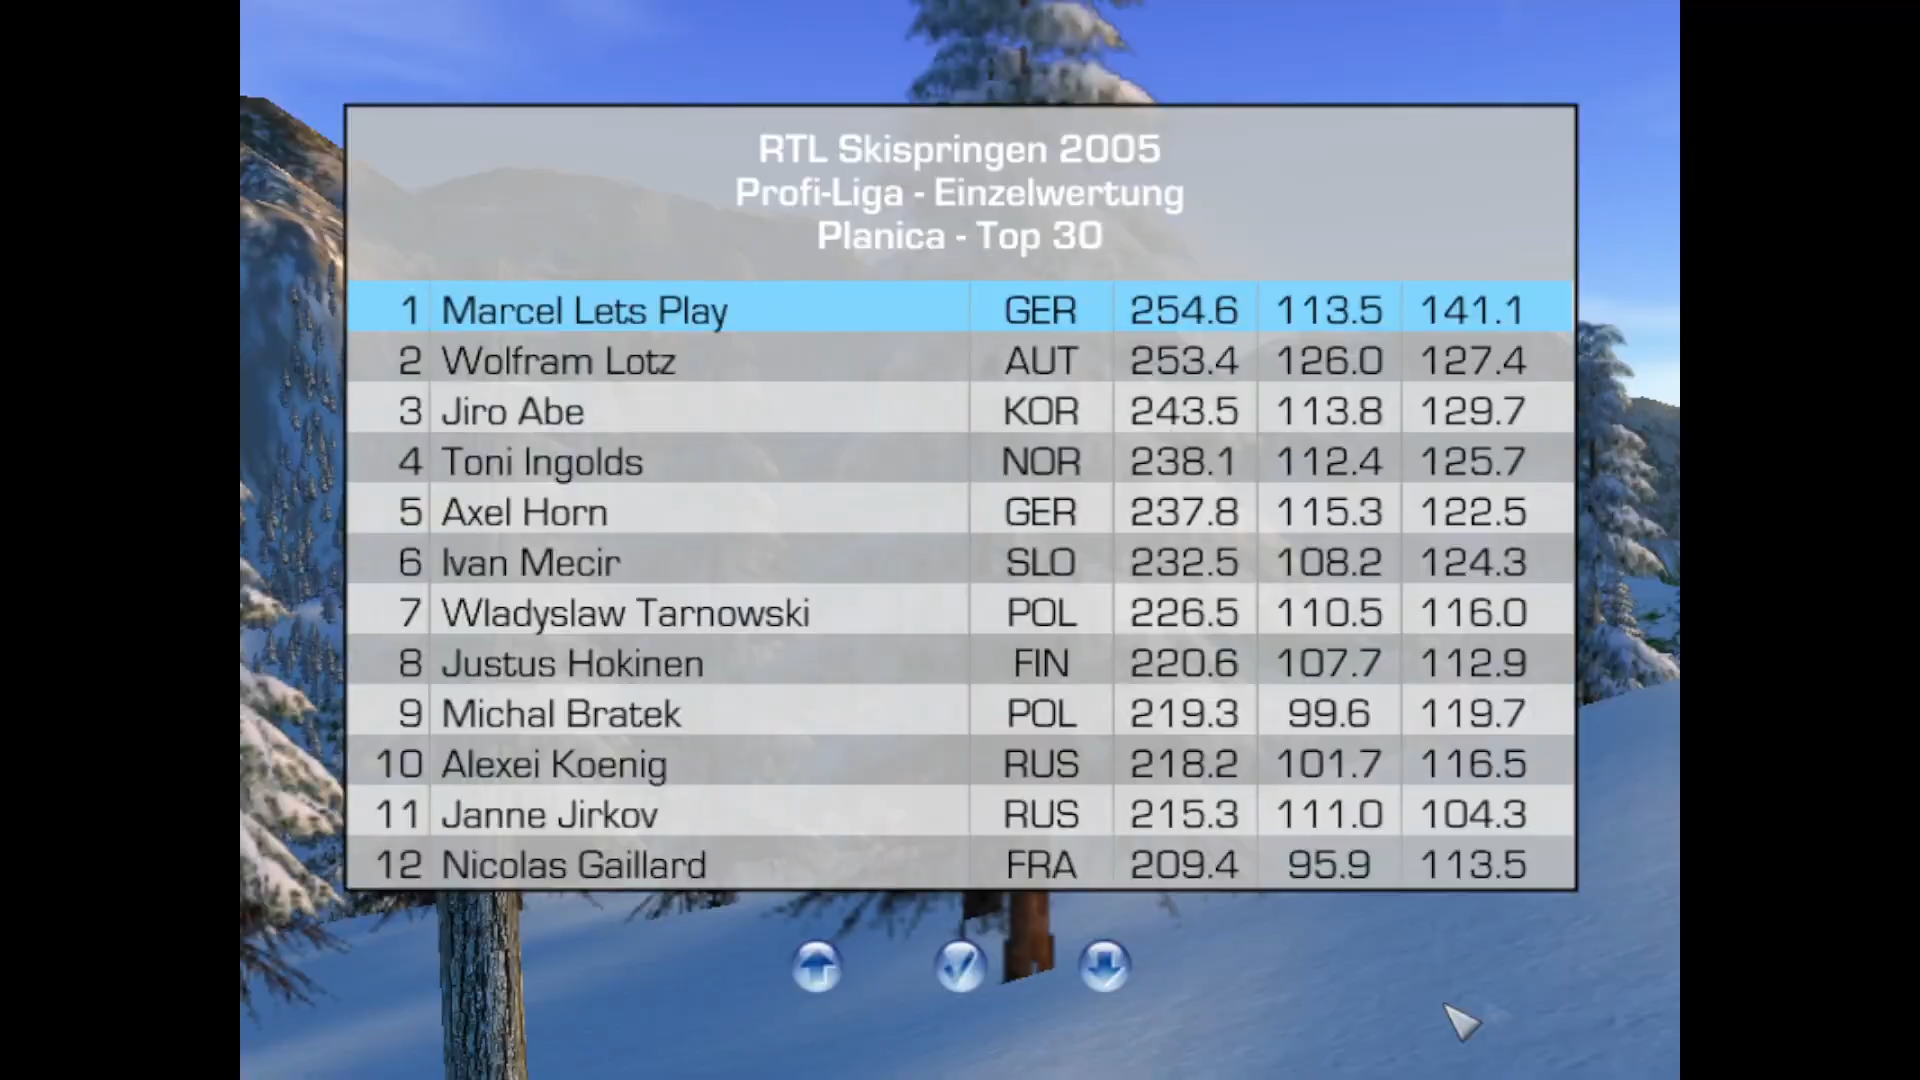 RTL Skispringen 2005
Profi-Liga - Einzelwertung
Planica - Top 30
1 Marcel Lets Play GER 254.6 113.5 141.1
2 Wolfram Lotz AUT 253.4 126.0 127.4
3 Jiro Abe KOR 243.5 113.8 129.7
4 Toni Ingolds NOR 238.1 112.4 125.7
5 Axel Horn GER 237.8 115.3 122.5
6 Ivan Mecir SLO 232.5 108.2 124.3
7 Wladyslaw Tarnowski POL 226.5 110.5 116.0
8 Justus Hokinen FIN 220.6 107.7 112.9
9 Michal Bratek POL 219.3 99.6 119.7
10 Alexei Koenig RUS 218.2 101.7 116.5
11 Janne Jirkov RUS 215.3 111.0 104.3
12 Nicolas Gaillard FRA 209.4 95.9 113.5